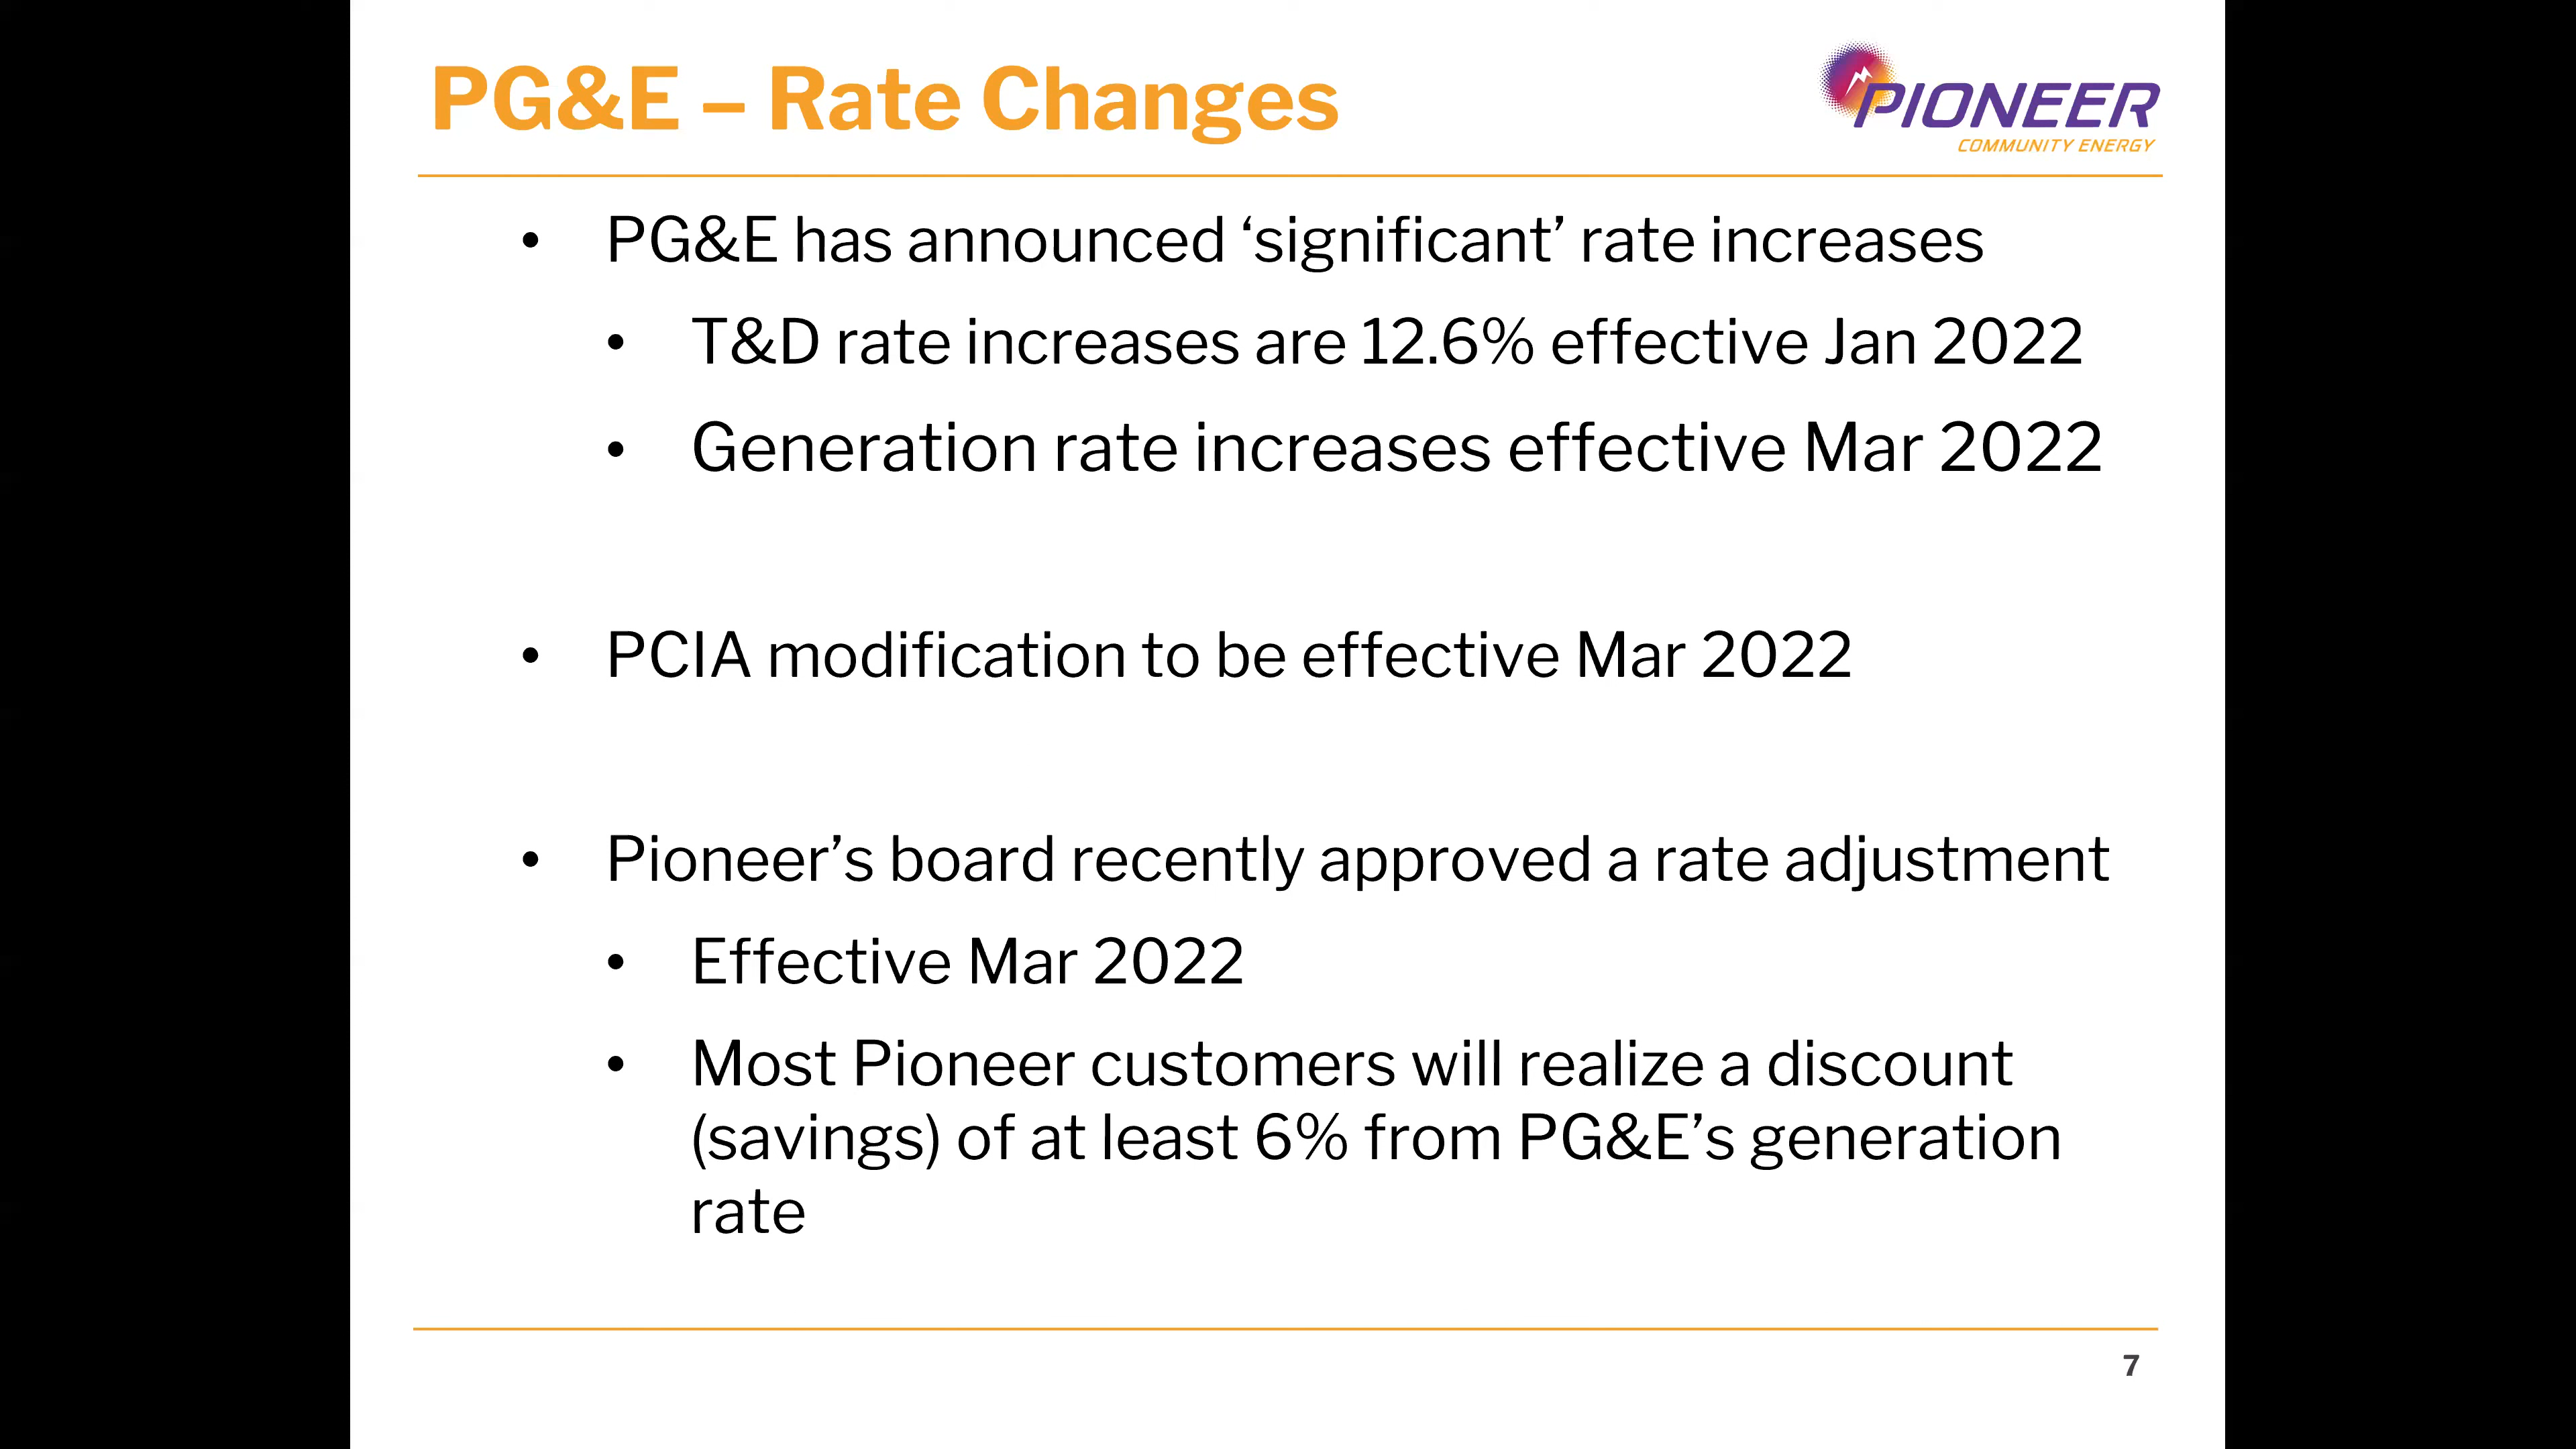 PG&E – Rate Changes
PIONEER
COMMUNITY ENERGY
• PG&E has announced ‘significant’ rate increases
• T&D rate increases are 12.6% effective Jan 2022
• Generation rate increases effective Mar 2022
• PCIA modification to be effective Mar 2022
• Pioneer’s board recently approved a rate adjustment
• Effective Mar 2022
• Most Pioneer customers will realize a discount
(savings) of at least 6% from PG&E’s generation
rate
7